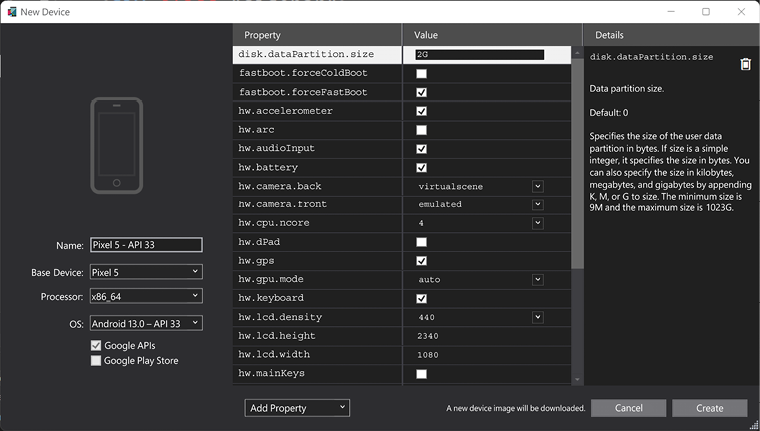 New Device
Name: Pixel 5 - API 33
Base Device: Pixel 5
Processor: x86_64
OS: Android 13.0 – API 33
Google APIs
Google Play Store
Property Value
disk.dataPartition.size 2G
fastboot.forceColdBoot
fastboot.forceFastBoot
hw.accelerometer
hw.arc
hw.audioInput
hw.battery
hw.camera.back virtualscene
hw.camera.tront emulated
hw.cpu.ncore 4
hw.dPad
hw.gps
hw.gpu.mode auto
hw.keyboard
hw.lcd.density 440
hw.lcd.height 2340
hw.lcd.width 1080
hw.mainKeys
Add Property
Details
disk.dataPartition.size
Data partition size.
Default: 0
Specifies the size of the user data
partition in bytes. If size is a simple
integer, it specifies the size in bytes. You
can also specify the size in kilobytes,
megabytes, and gigabytes by appending
K, M, or G to size. The minimum size is
9M and the maximum size is 1023G.
A new device image will be downloaded.
Cancel
Create